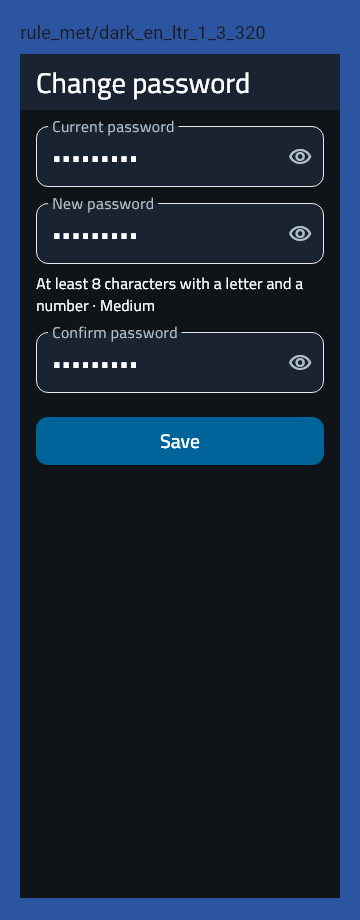 rule_met/dark_en_ltr_1_3_320
Change password
Current password
▪▪▪▪▪▪▪▪▪
New password
▪▪▪▪▪▪▪▪▪
At least 8 characters with a letter and a
number · Medium
Confirm password
▪▪▪▪▪▪▪▪▪
Save